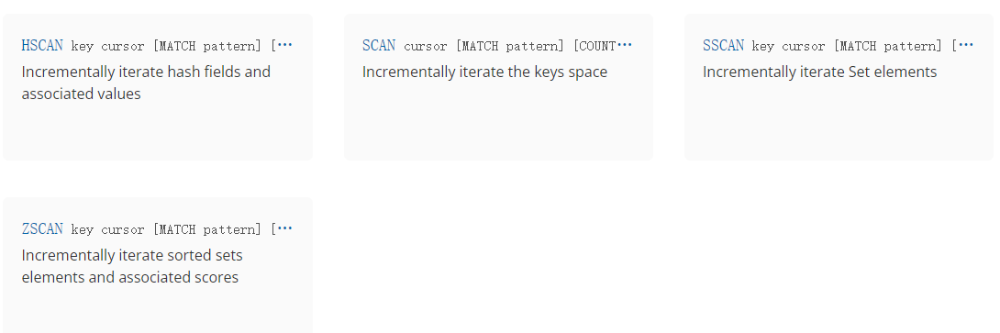 HSCAN key cursor [MATCH pattern] [···
Incrementally iterate hash fields and
associated values
SCAN cursor [MATCH pattern] [COUNT···
Incrementally iterate the keys space
SSCAN key cursor [MATCH pattern] [···
Incrementally iterate Set elements
ZSCAN key cursor [MATCH pattern] [···
Incrementally iterate sorted sets
elements and associated scores